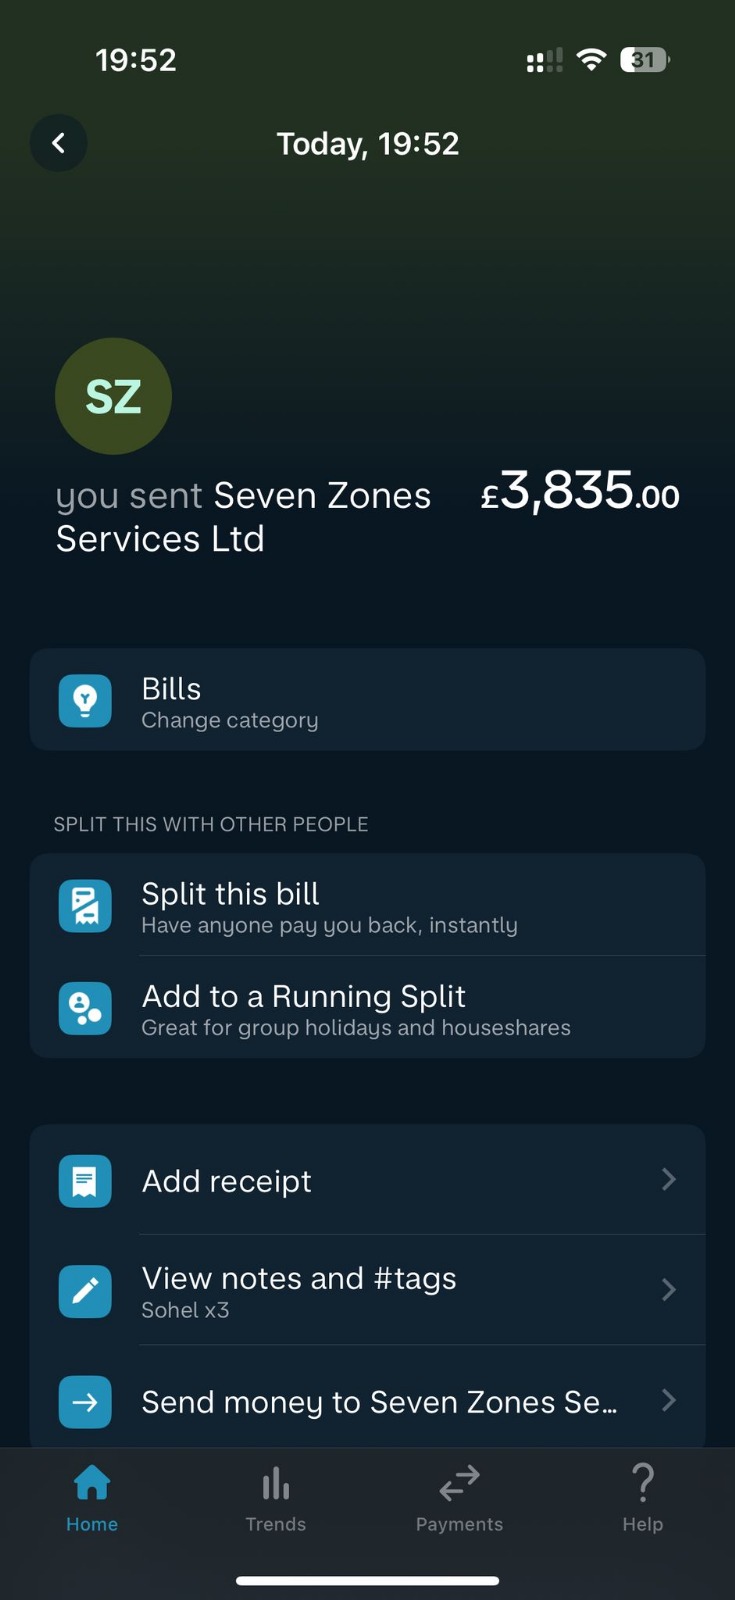 19:52
31
Today, 19:52
SZ
you sent Seven Zones £3,835.00
Services Ltd
Bills
Change category
SPLIT THIS WITH OTHER PEOPLE
Split this bill
Have anyone pay you back, instantly
Add to a Running Split
Great for group holidays and houseshares
Add receipt
View notes and #tags
Sohel x3
Send money to Seven Zones Se...
Home Trends Payments Help